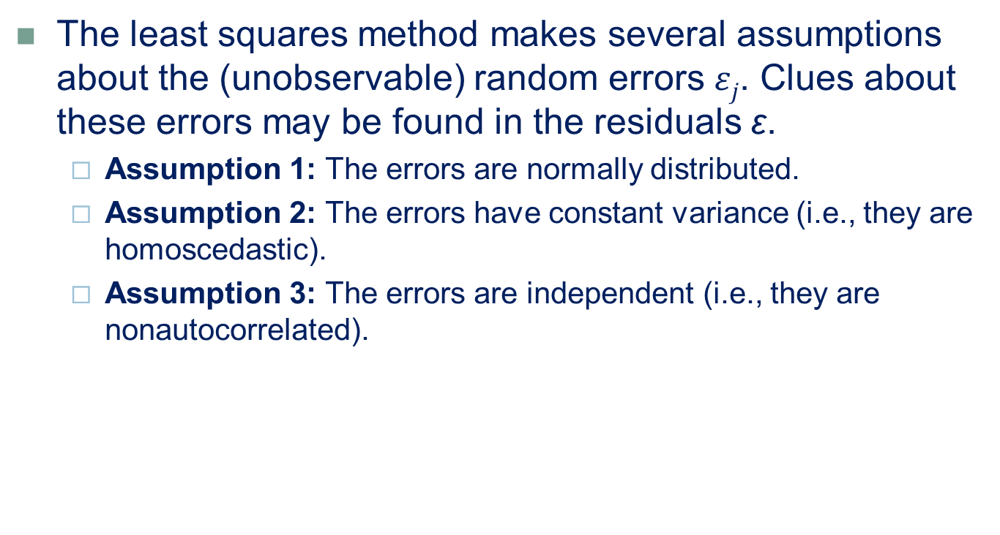 The least squares method makes several assumptions
about the (unobservable) random errors 𝜀ⱼ. Clues about
these errors may be found in the residuals ε.
Assumption 1: The errors are normally distributed.
Assumption 2: The errors have constant variance (i.e., they are
homoscedastic).
Assumption 3: The errors are independent (i.e., they are
nonautocorrelated).